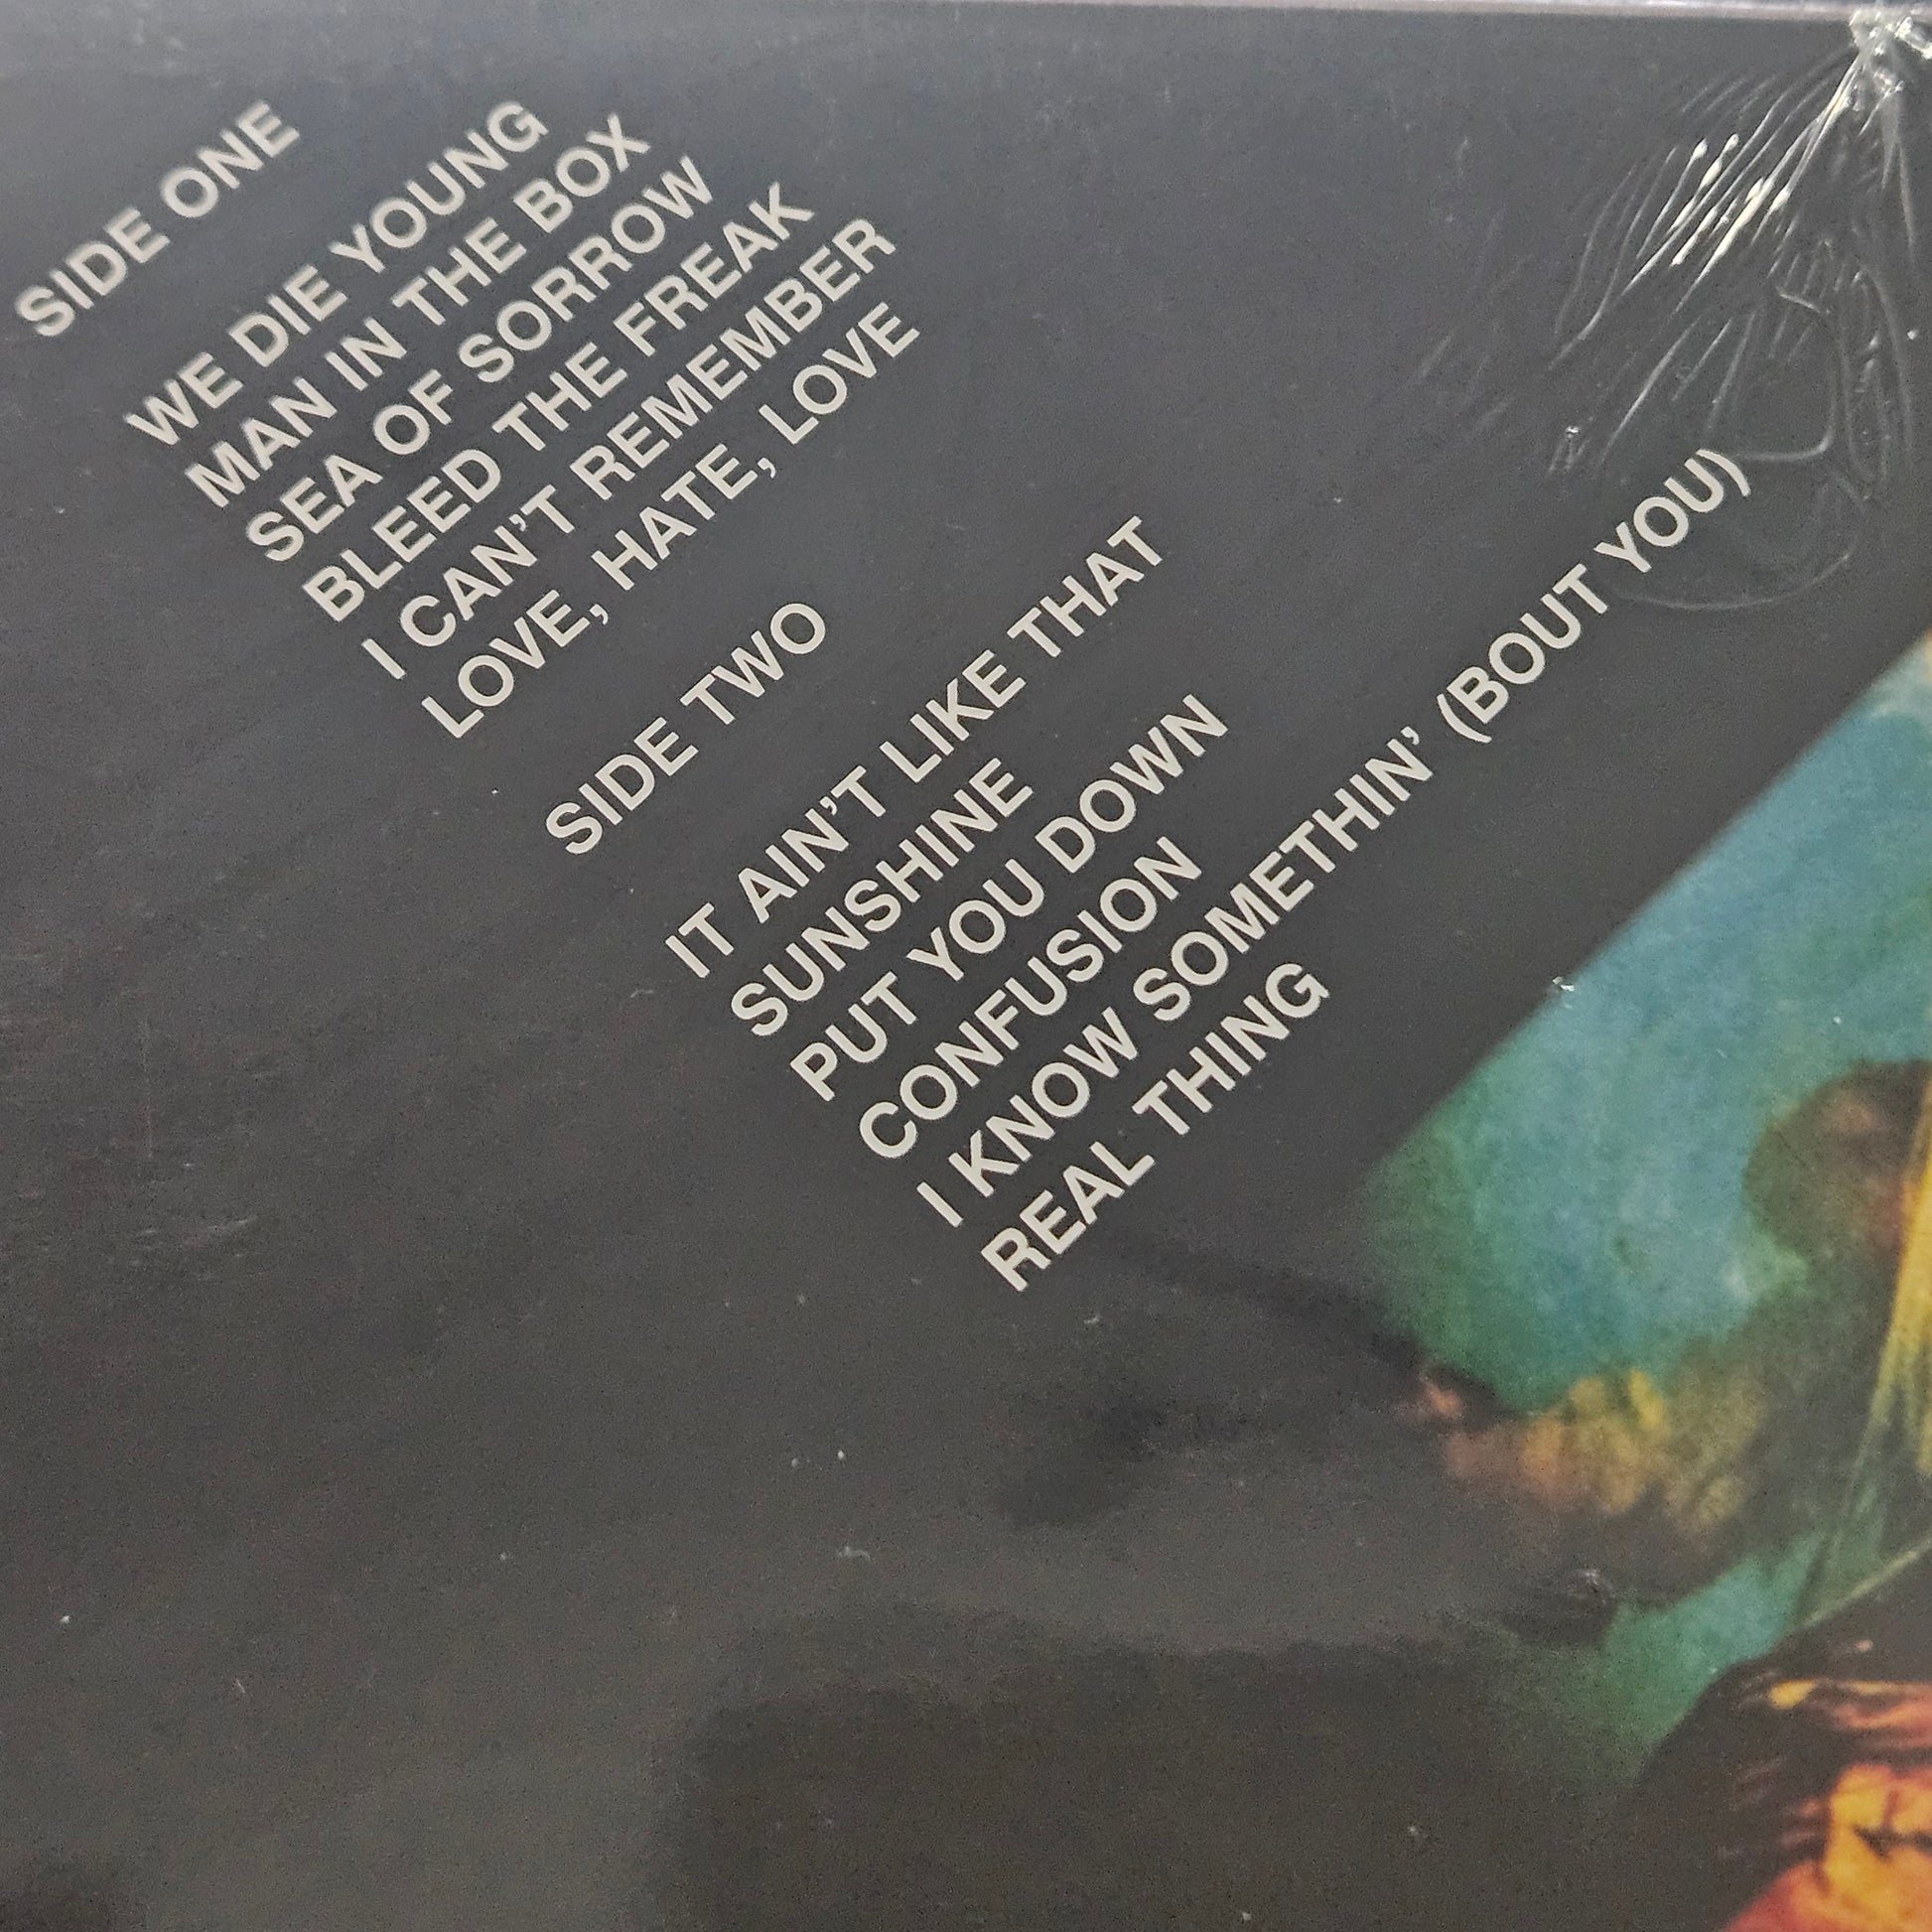 SIDE ONE
WE DIE YOUNG
MAN IN THE BOX
SEA OF SORROW
BLEED THE FREAK
I CAN’T REMEMBER
LOVE, HATE, LOVE
SIDE TWO
IT AIN’T LIKE THAT
SUNSHINE
PUT YOU DOWN
CONFUSION
I KNOW SOMETHIN’ (BOUT YOU)
REAL THING